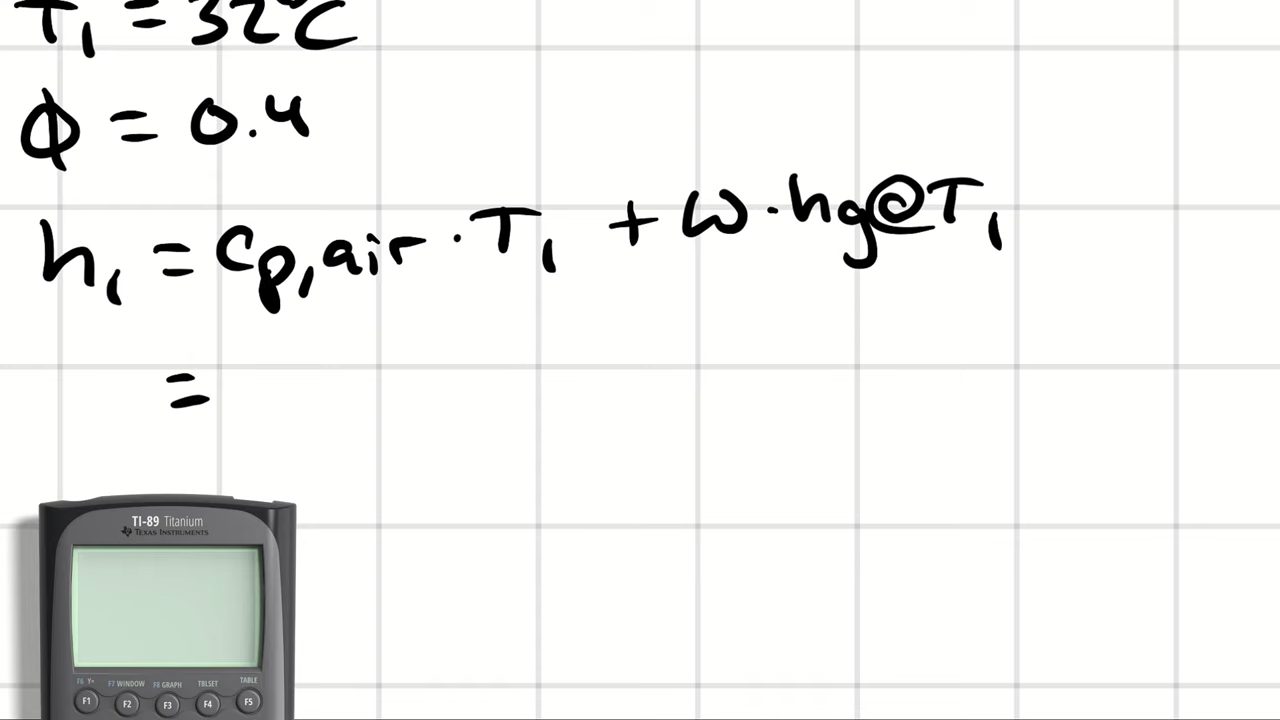 T₁ = 32°C
Φ = 0.4
h₁ = Cp,air · T₁ + ω · hg@T₁
=
TI-89 Titanium
TEXAS INSTRUMENTS
F6 Y= F7 WINDOW F8 GRAPH TBLSET TABLE
F1 F2 F3 F4 F5